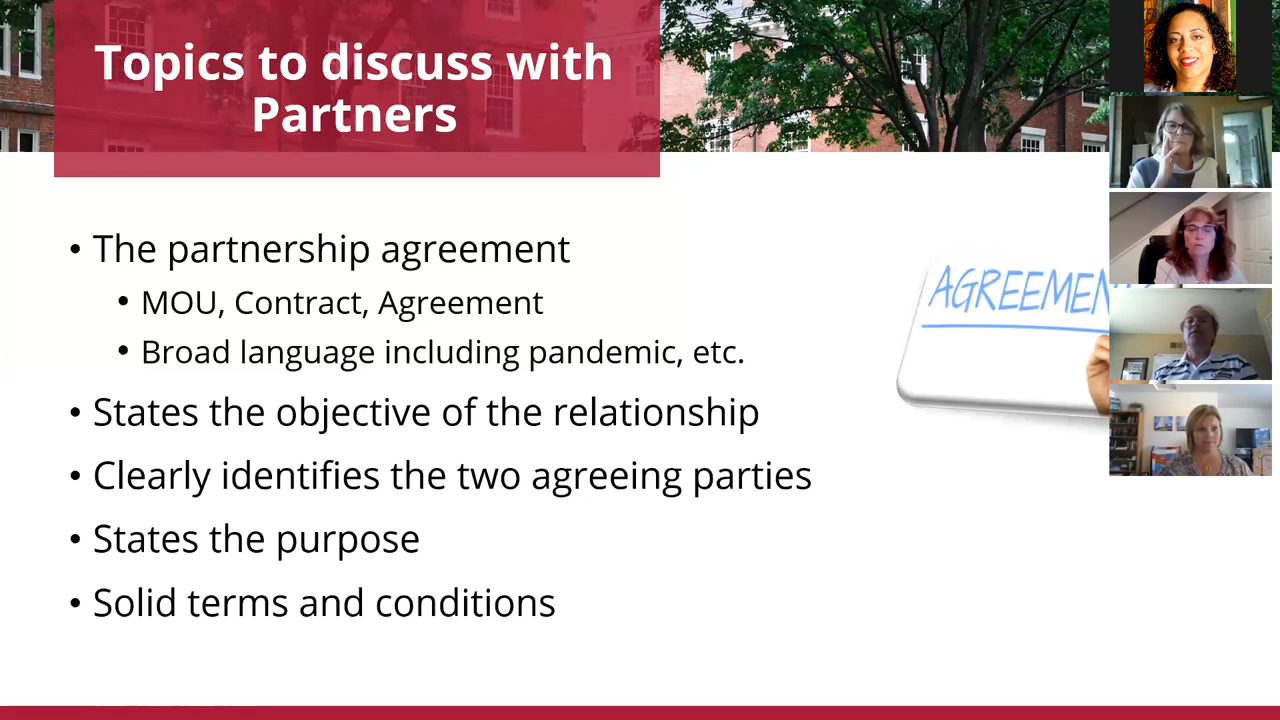 Topics to discuss with
Partners
• The partnership agreement
• MOU, Contract, Agreement
• Broad language including pandemic, etc.
• States the objective of the relationship
• Clearly identifies the two agreeing parties
• States the purpose
• Solid terms and conditions
AGREEMEN